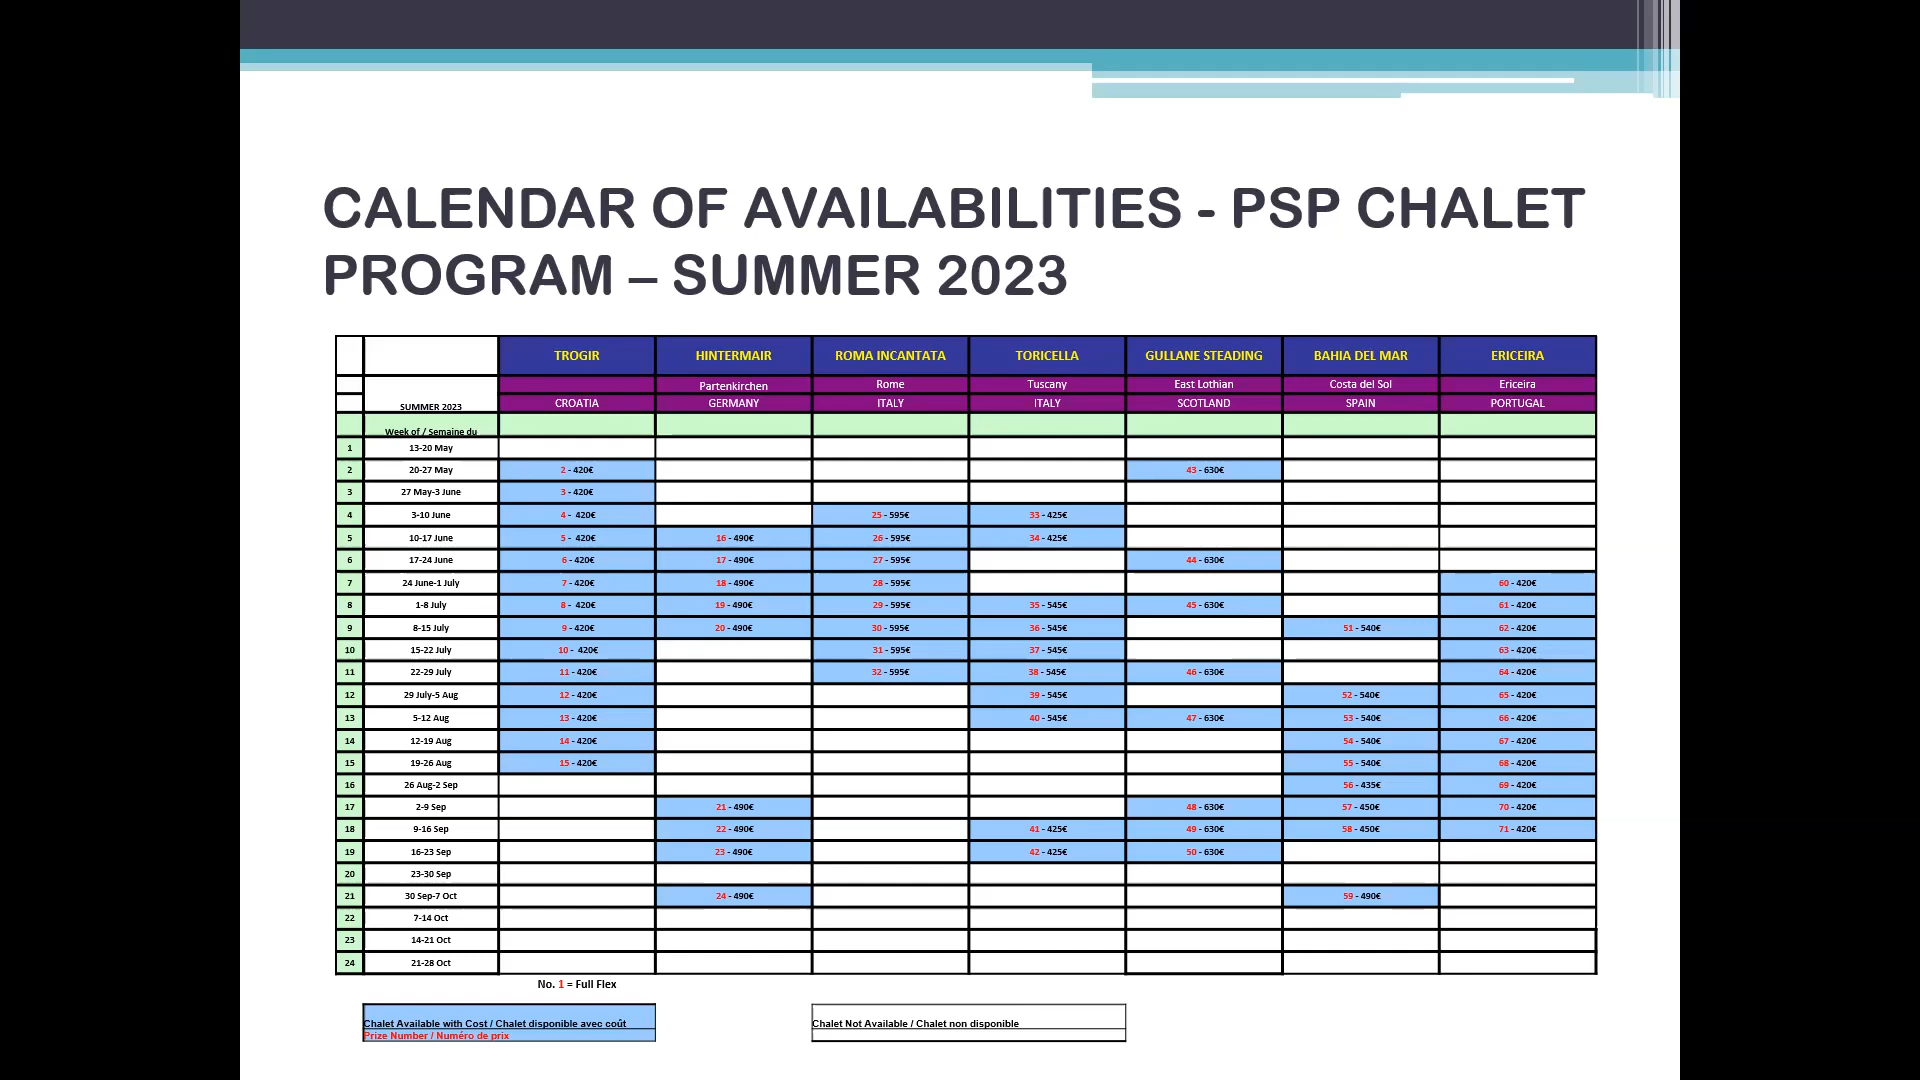 CALENDAR OF AVAILABILITIES - PSP CHALET
PROGRAM – SUMMER 2023
TROGIR HINTERMAIR ROMA INCANTATA TORICELLA GULLANE STEADING BAHIA DEL MAR ERICEIRA
Partenkirchen Rome Tuscany East Lothian Costa del Sol Ericeira
SUMMER 2023 CROATIA GERMANY ITALY ITALY SCOTLAND SPAIN PORTUGAL
Week of / Semaine du
1 13-20 May
2 20-27 May 2 - 420€ 43 - 630€
3 27 May-3 June 3 - 420€
4 3-10 June 4 - 420€ 25 - 595€ 33 - 425€
5 10-17 June 5 - 420€ 16 - 490€ 26 - 595€ 34 - 425€
6 17-24 June 6 - 420€ 17 - 490€ 27 - 595€ 44 - 630€
7 24 June-1 July 7 - 420€ 18 - 490€ 28 - 595€ 60 - 420€
8 1-8 July 8 - 420€ 19 - 490€ 29 - 595€ 35 - 545€ 45 - 630€ 61 - 420€
9 8-15 July 9 - 420€ 20 - 490€ 30 - 595€ 36 - 545€ 51 - 540€ 62 - 420€
10 15-22 July 10 - 420€ 31 - 595€ 37 - 545€ 63 - 420€
11 22-29 July 11 - 420€ 32 - 595€ 38 - 545€ 46 - 630€ 64 - 420€
12 29 July-5 Aug 12 - 420€ 39 - 545€ 52 - 540€ 65 - 420€
13 5-12 Aug 13 - 420€ 40 - 545€ 47 - 630€ 53 - 540€ 66 - 420€
14 12-19 Aug 14 - 420€ 54 - 540€ 67 - 420€
15 19-26 Aug 15 - 420€ 55 - 540€ 68 - 420€
16 26 Aug-2 Sep 56 - 435€ 69 - 420€
17 2-9 Sep 21 - 490€ 48 - 630€ 57 - 450€ 70 - 420€
18 9-16 Sep 22 - 490€ 41 - 425€ 49 - 630€ 58 - 450€ 71 - 420€
19 16-23 Sep 23 - 490€ 42 - 425€ 50 - 630€
20 23-30 Sep
21 30 Sep-7 Oct 24 - 490€ 59 - 490€
22 7-14 Oct
23 14-21 Oct
24 21-28 Oct
No. 1 = Full Flex
Chalet Available with Cost / Chalet disponible avec coût Chalet Not Available / Chalet non disponible
Prize Number / Numéro de prix